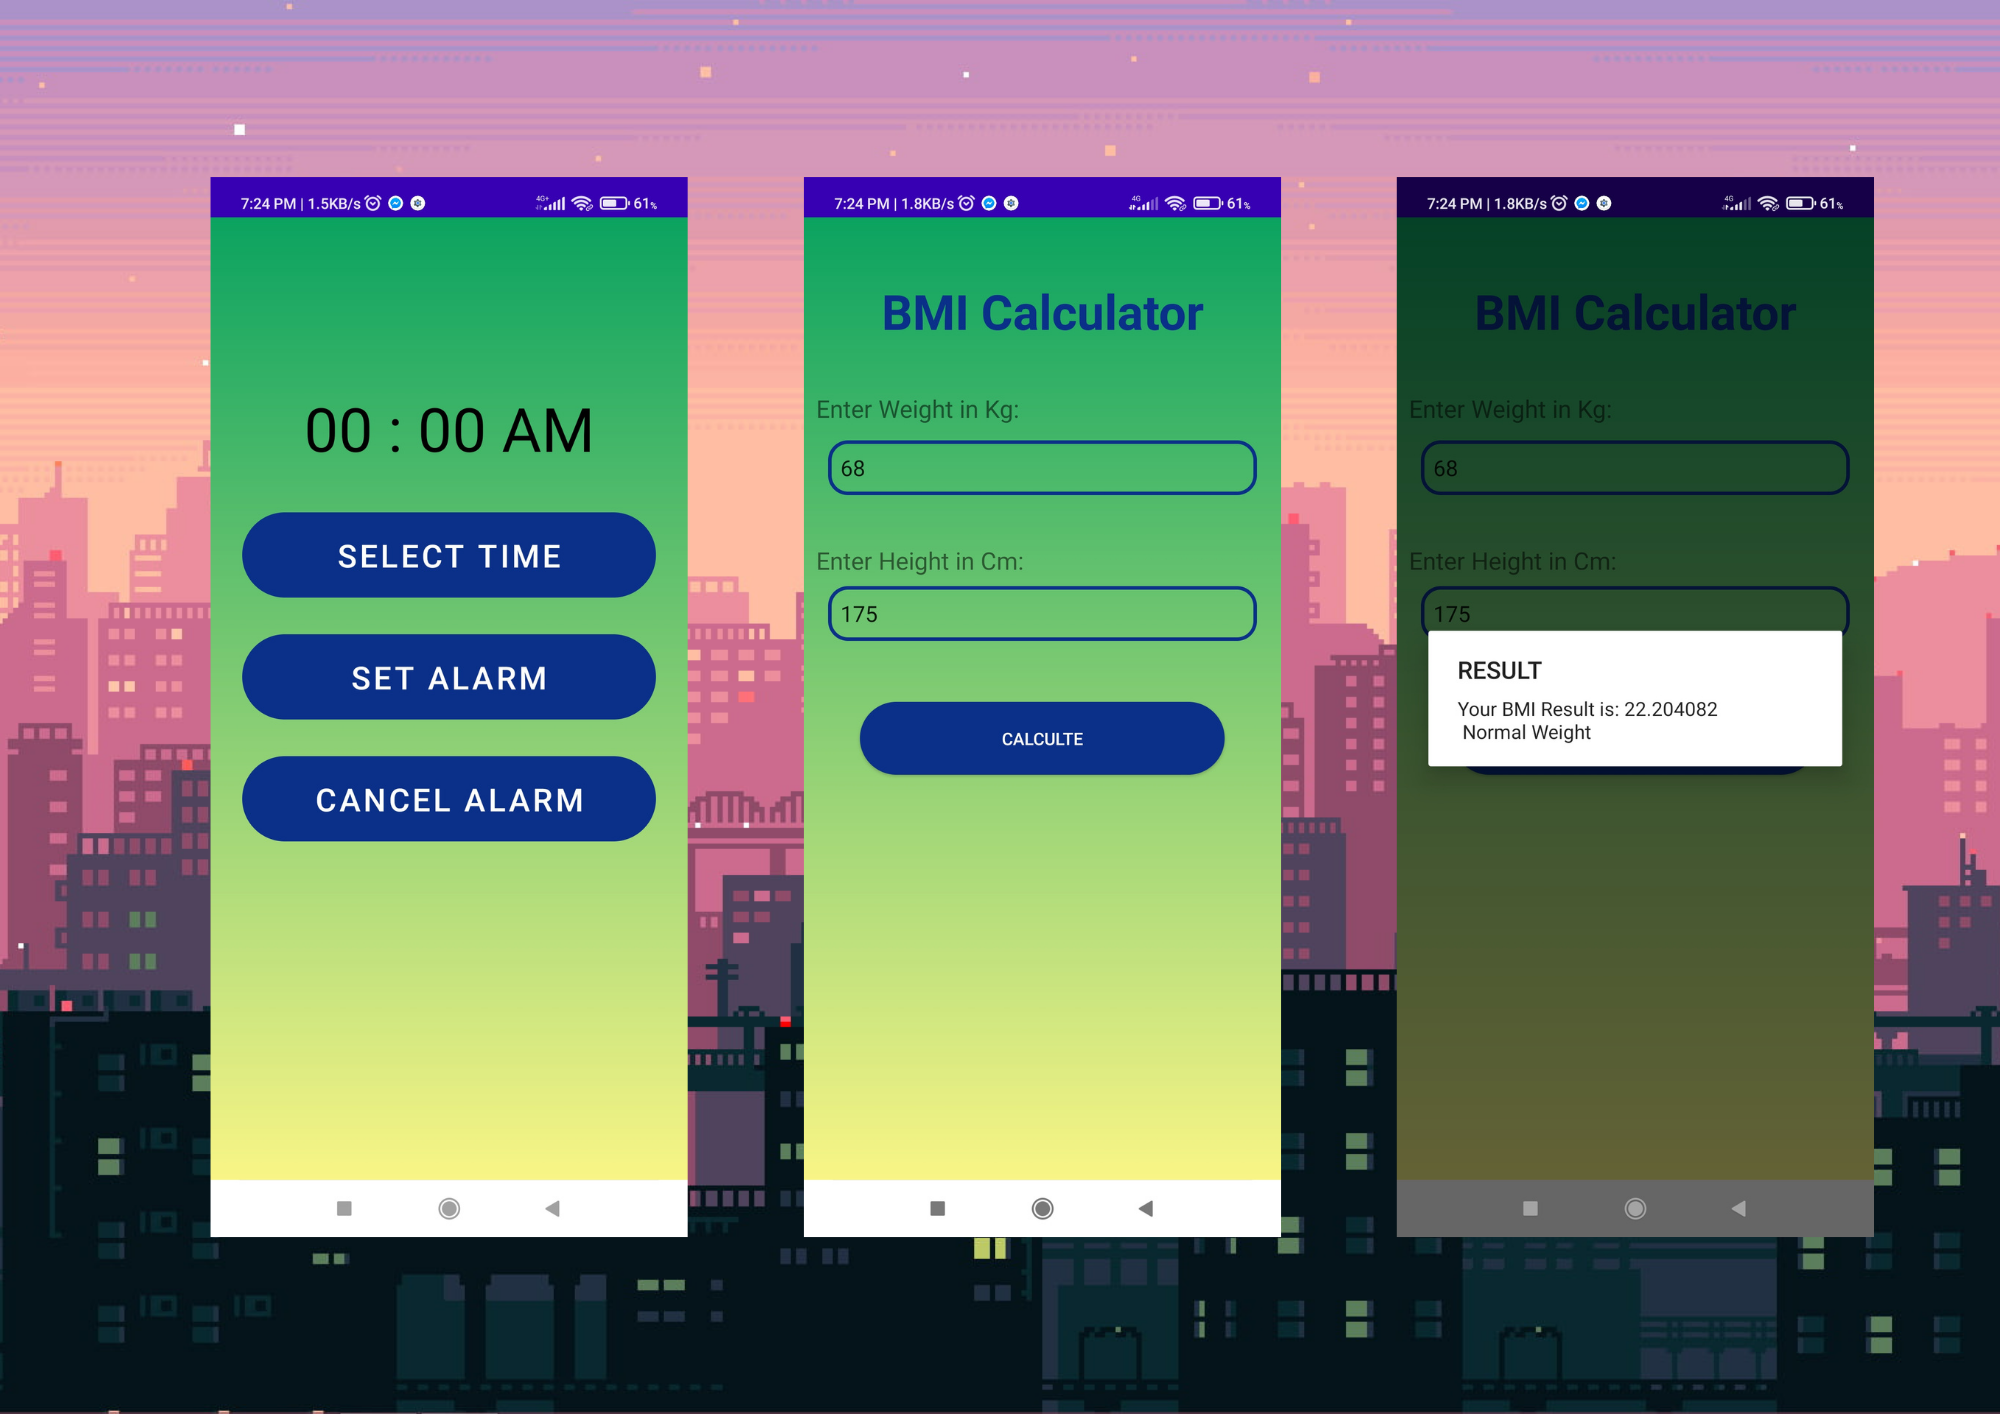 7:24 PM | 1.5KB/s 4G+ 61%
00 : 00 AM
SELECT TIME
SET ALARM
CANCEL ALARM
7:24 PM | 1.8KB/s 4G 61%
BMI Calculator
Enter Weight in Kg:
68
Enter Height in Cm:
175
CALCULTE
7:24 PM | 1.8KB/s 4G 61%
BMI Calculator
Enter Weight in Kg:
68
Enter Height in Cm:
175
RESULT
Your BMI Result is: 22.204082
Normal Weight